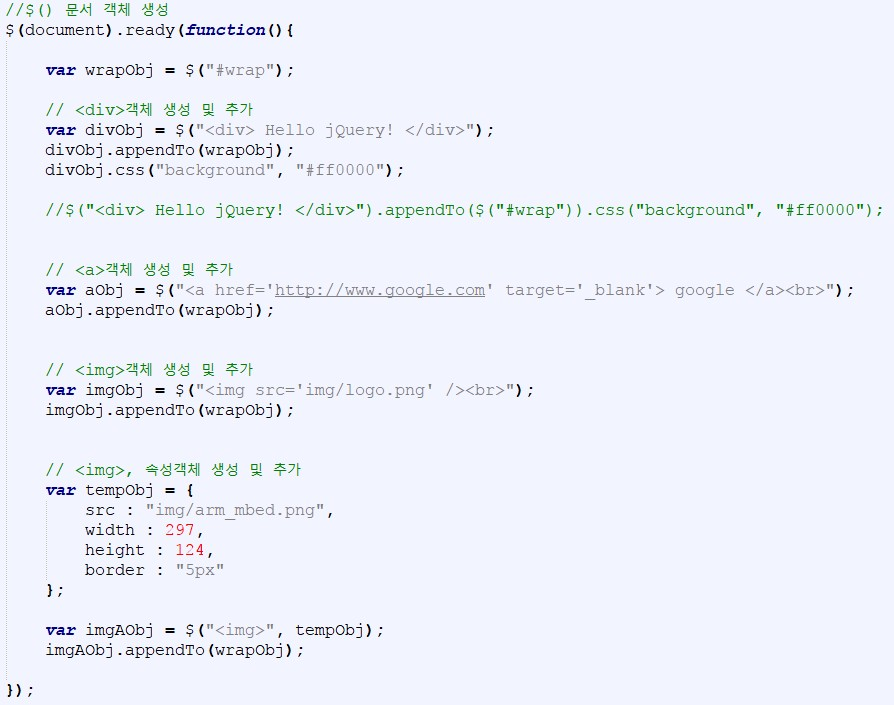 //$() 문서 객체 생성
$(document).ready(function(){
var wrapObj = $("#wrap");
// <div>객체 생성 및 추가
var divObj = $("<div> Hello jQuery! </div>");
divObj.appendTo(wrapObj);
divObj.css("background", "#ff0000");
//$("<div> Hello jQuery! </div>").appendTo($("#wrap")).css("background", "#ff0000");
// <a>객체 생성 및 추가
var aObj = $("<a href='http://www.google.com' target='_blank'> google </a><br>");
aObj.appendTo(wrapObj);
// <img>객체 생성 및 추가
var imgObj = $("<img src='img/logo.png' /><br>");
imgObj.appendTo(wrapObj);
// <img>, 속성객체 생성 및 추가
var tempObj = {
src : "img/arm_mbed.png",
width : 297,
height : 124,
border : "5px"
};
var imgAObj = $("<img>", tempObj);
imgAObj.appendTo(wrapObj);
});